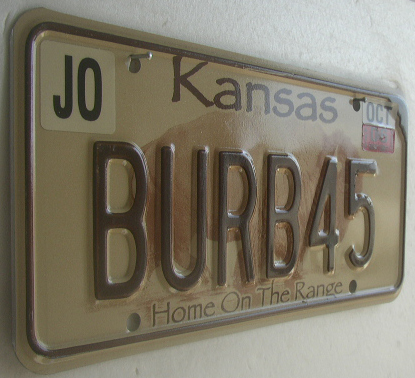 JO Kansas OCT
BURB45
Home On The Range